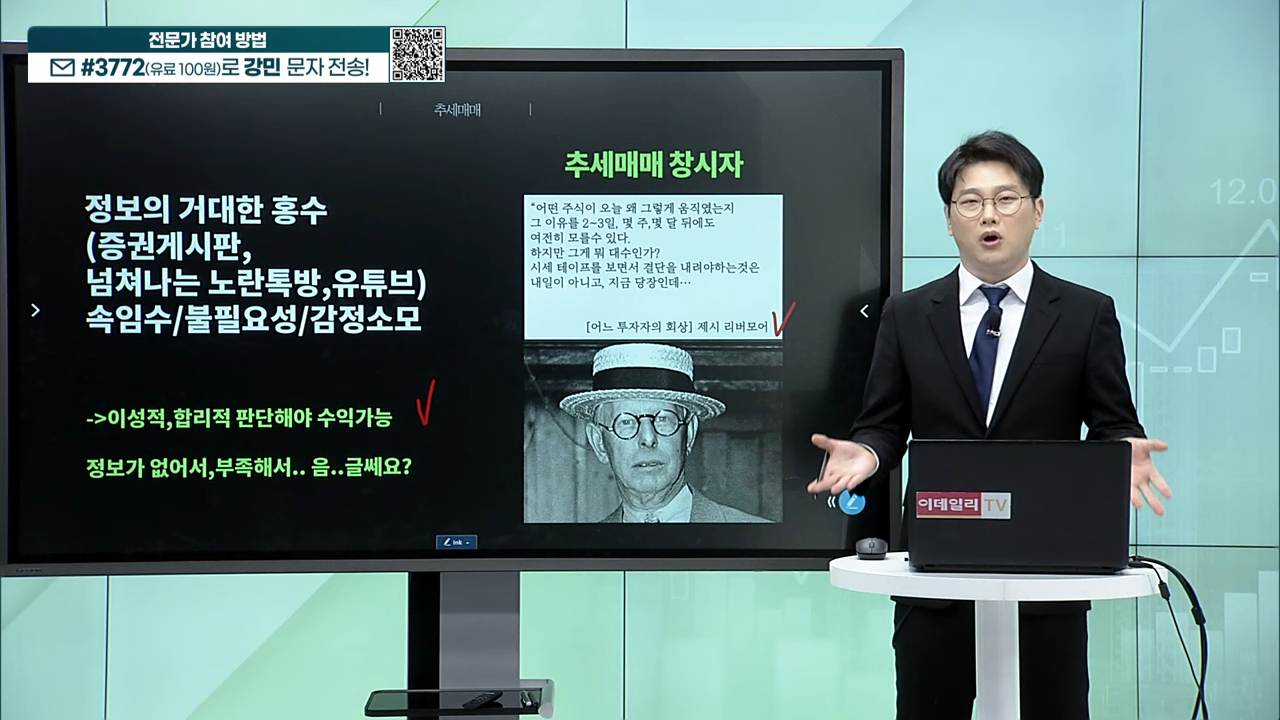 전문가 참여 방법
#3772(유료 100원)로 강민 문자 전송!
추세매매
추세매매 창시자
정보의 거대한 홍수
(증권게시판,
넘쳐나는 노란톡방,유튜브)
속임수/불필요성/감정소모
->이성적,합리적 판단해야 수익가능
정보가 없어서,부족해서.. 음..글쎄요?
"어떤 주식이 오늘 왜 그렇게 움직였는지
그 이유를 2~3일, 몇 주,몇 달 뒤에도
여전히 모를수 있다.
하지만 그게 뭐 대수인가?
시세 테이프를 보면서 결단을 내려야하는것은
내일이 아니고, 지금 당장인데…
[어느 투자자의 회상] 제시 리버모어
Ink
이데일리TV
12.0
11